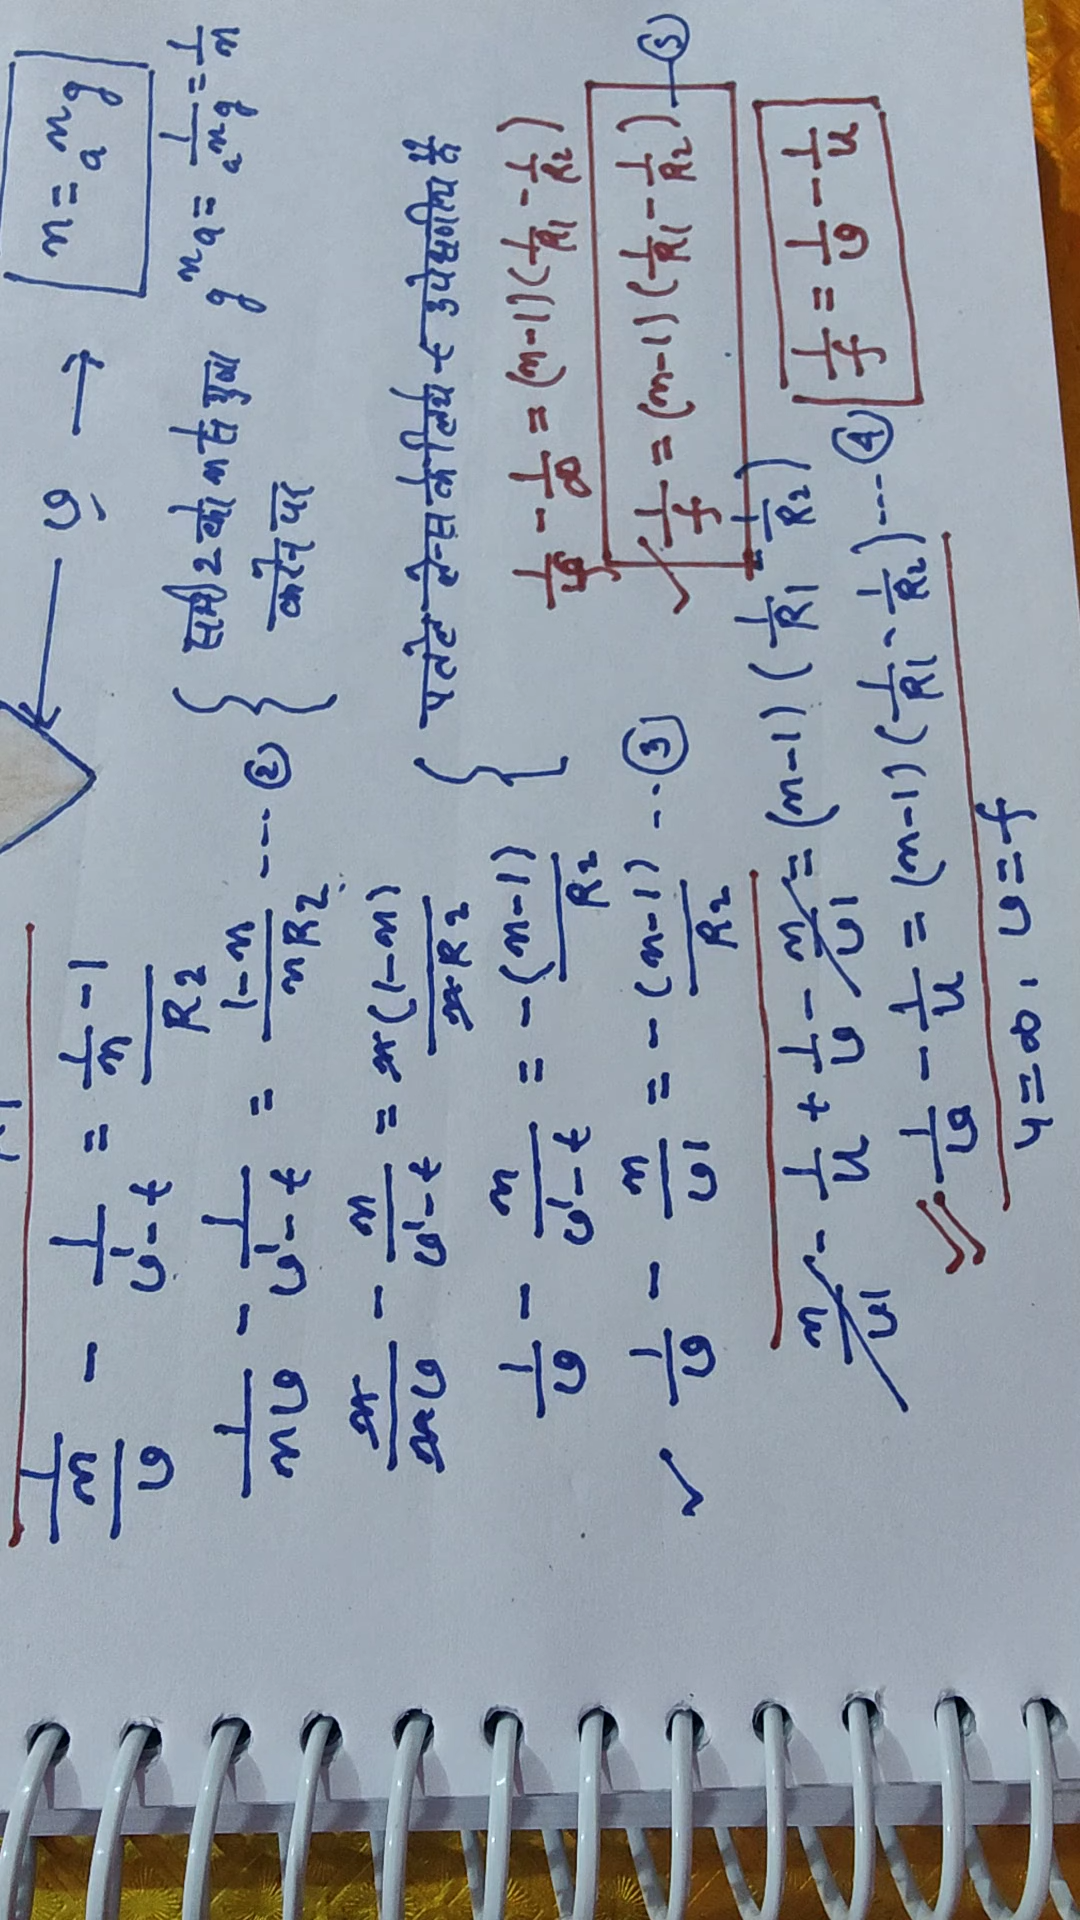 n = ₐn_g
(1/n)/v - 1/(v'-t) = (1/n - 1)/R2
g
gna = 1/ang = 1/n
1/nv - 1/(v'-t) = (1-n)/nR2 --- ②
{ समी 2 को n से गुणा
करने पर
n/nv - n/(v'-t) = n(1-n)/nR2
{ पतले लेन्स के लिये t उपेक्षणीय है
1/v - n/(v'-t) = -(n-1)/R2
1/v - n/v' = -(n-1)/R2 -- ③
1/v - 1/∞ = (n-1)(1/R1 - 1/R2)
1/f = (n-1)(1/R1 - 1/R2) — ⑤
n/v' - 1/u + 1/v - n/v' = (n-1)(1/R1 - 1/R2)
1/v - 1/u = (n-1)(1/R1 - 1/R2) --- ④
1/f = 1/v - 1/u
u = ∞, v = f